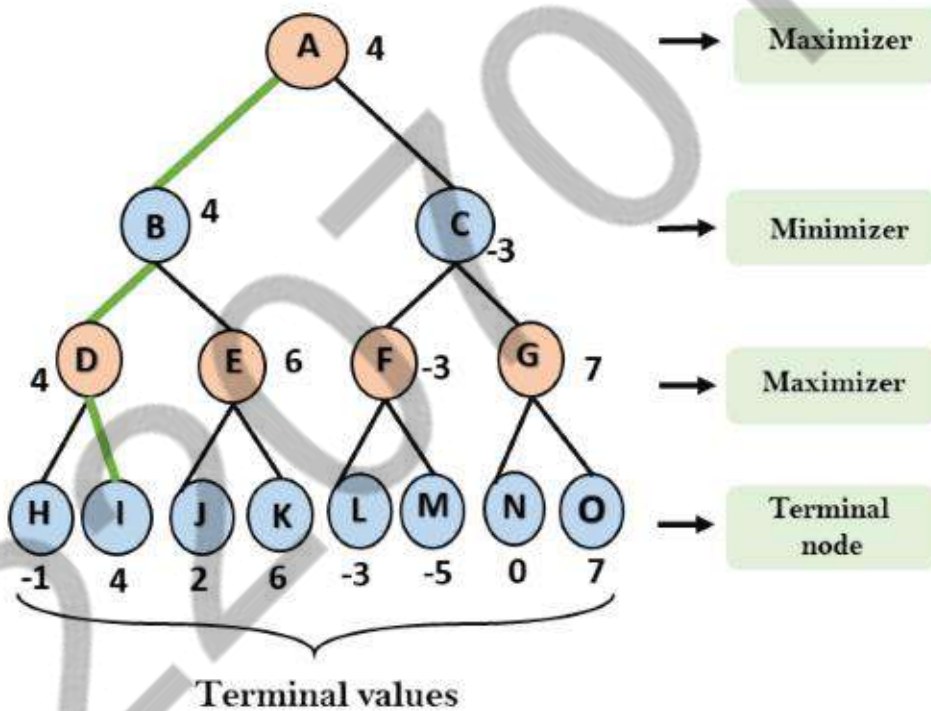 A 4
Maximizer
B 4
C -3
Minimizer
D 4
E 6
F -3
G 7
Maximizer
H I J K L M N O
Terminal
node
-1 4 2 6 -3 -5 0 7
Terminal values